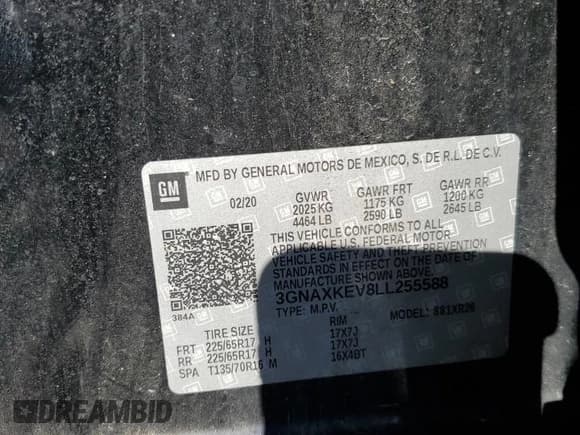 GM
MFD BY GENERAL MOTORS DE MEXICO, S. DE R.L. DE C.V.
02/20 GVWR GAWR FRT GAWR RR
2025 KG 1175 KG 1200 KG
4464 LB 2590 LB 2645 LB
THIS VEHICLE CONFORMS TO ALL
APPLICABLE U.S. FEDERAL MOTOR
VEHICLE SAFETY AND THEFT PREVENTION
STANDARDS IN EFFECT ON THE DATE OF
MANUFACTURE SHOWN ABOVE.
384A 3GNAXKEV8LL255588
TYPE: M.P.V. MODEL:
TIRE SIZE RIM
FRT 225/65R17 H 17X7J
RR 225/65R17 H 17X7J
SPA T135/70R16 M 16X4BT
DREAMBID